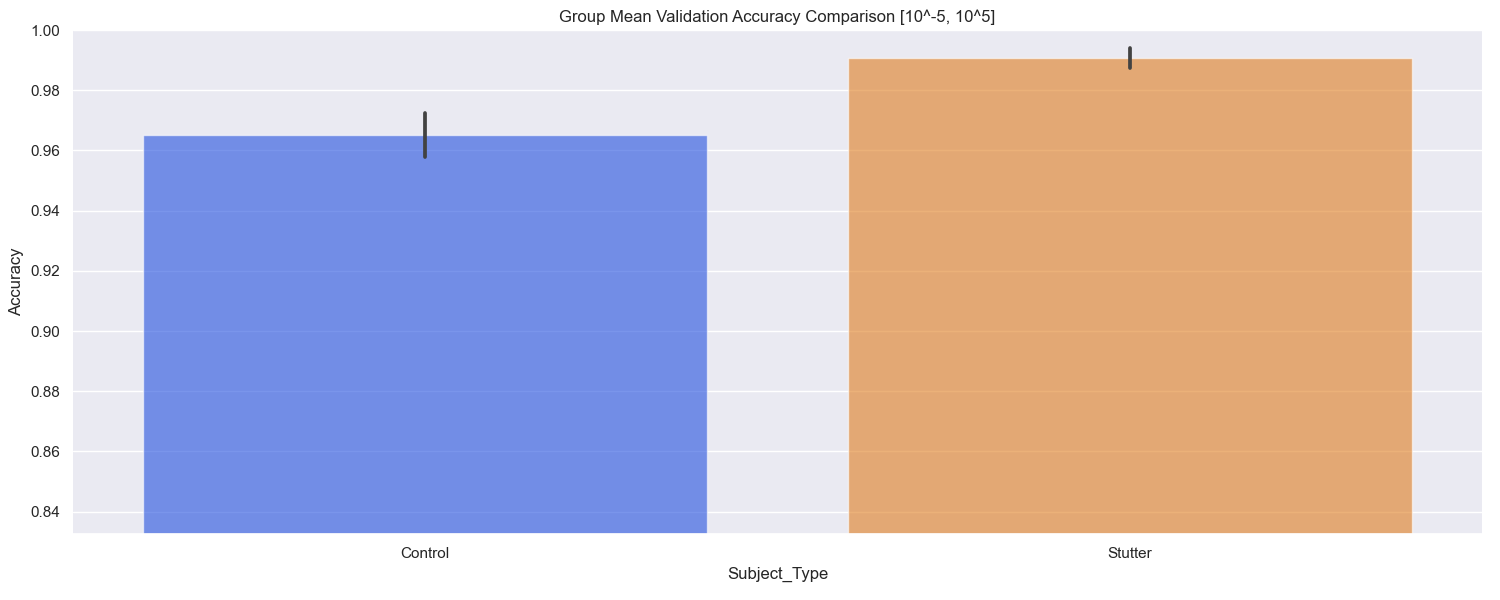 Group Mean Validation Accuracy Comparison [10^-5, 10^5]
1.00
0.98
0.96
0.94
0.92
0.90
0.88
0.86
0.84
Accuracy
Control
Stutter
Subject_Type